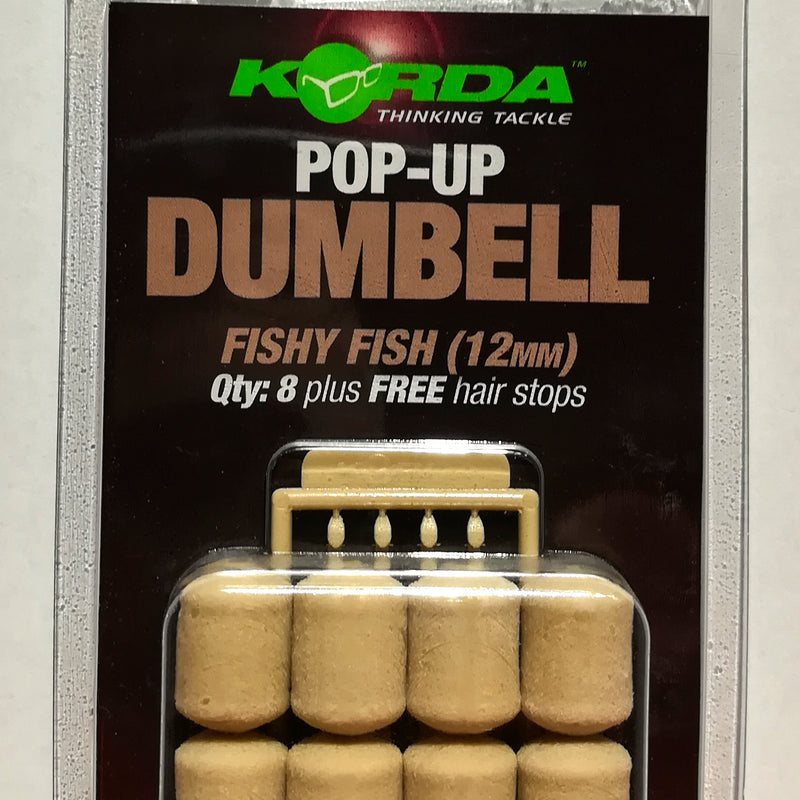 KORDA™
THINKING TACKLE
POP-UP
DUMBELL
FISHY FISH (12MM)
Qty: 8 plus FREE hair stops